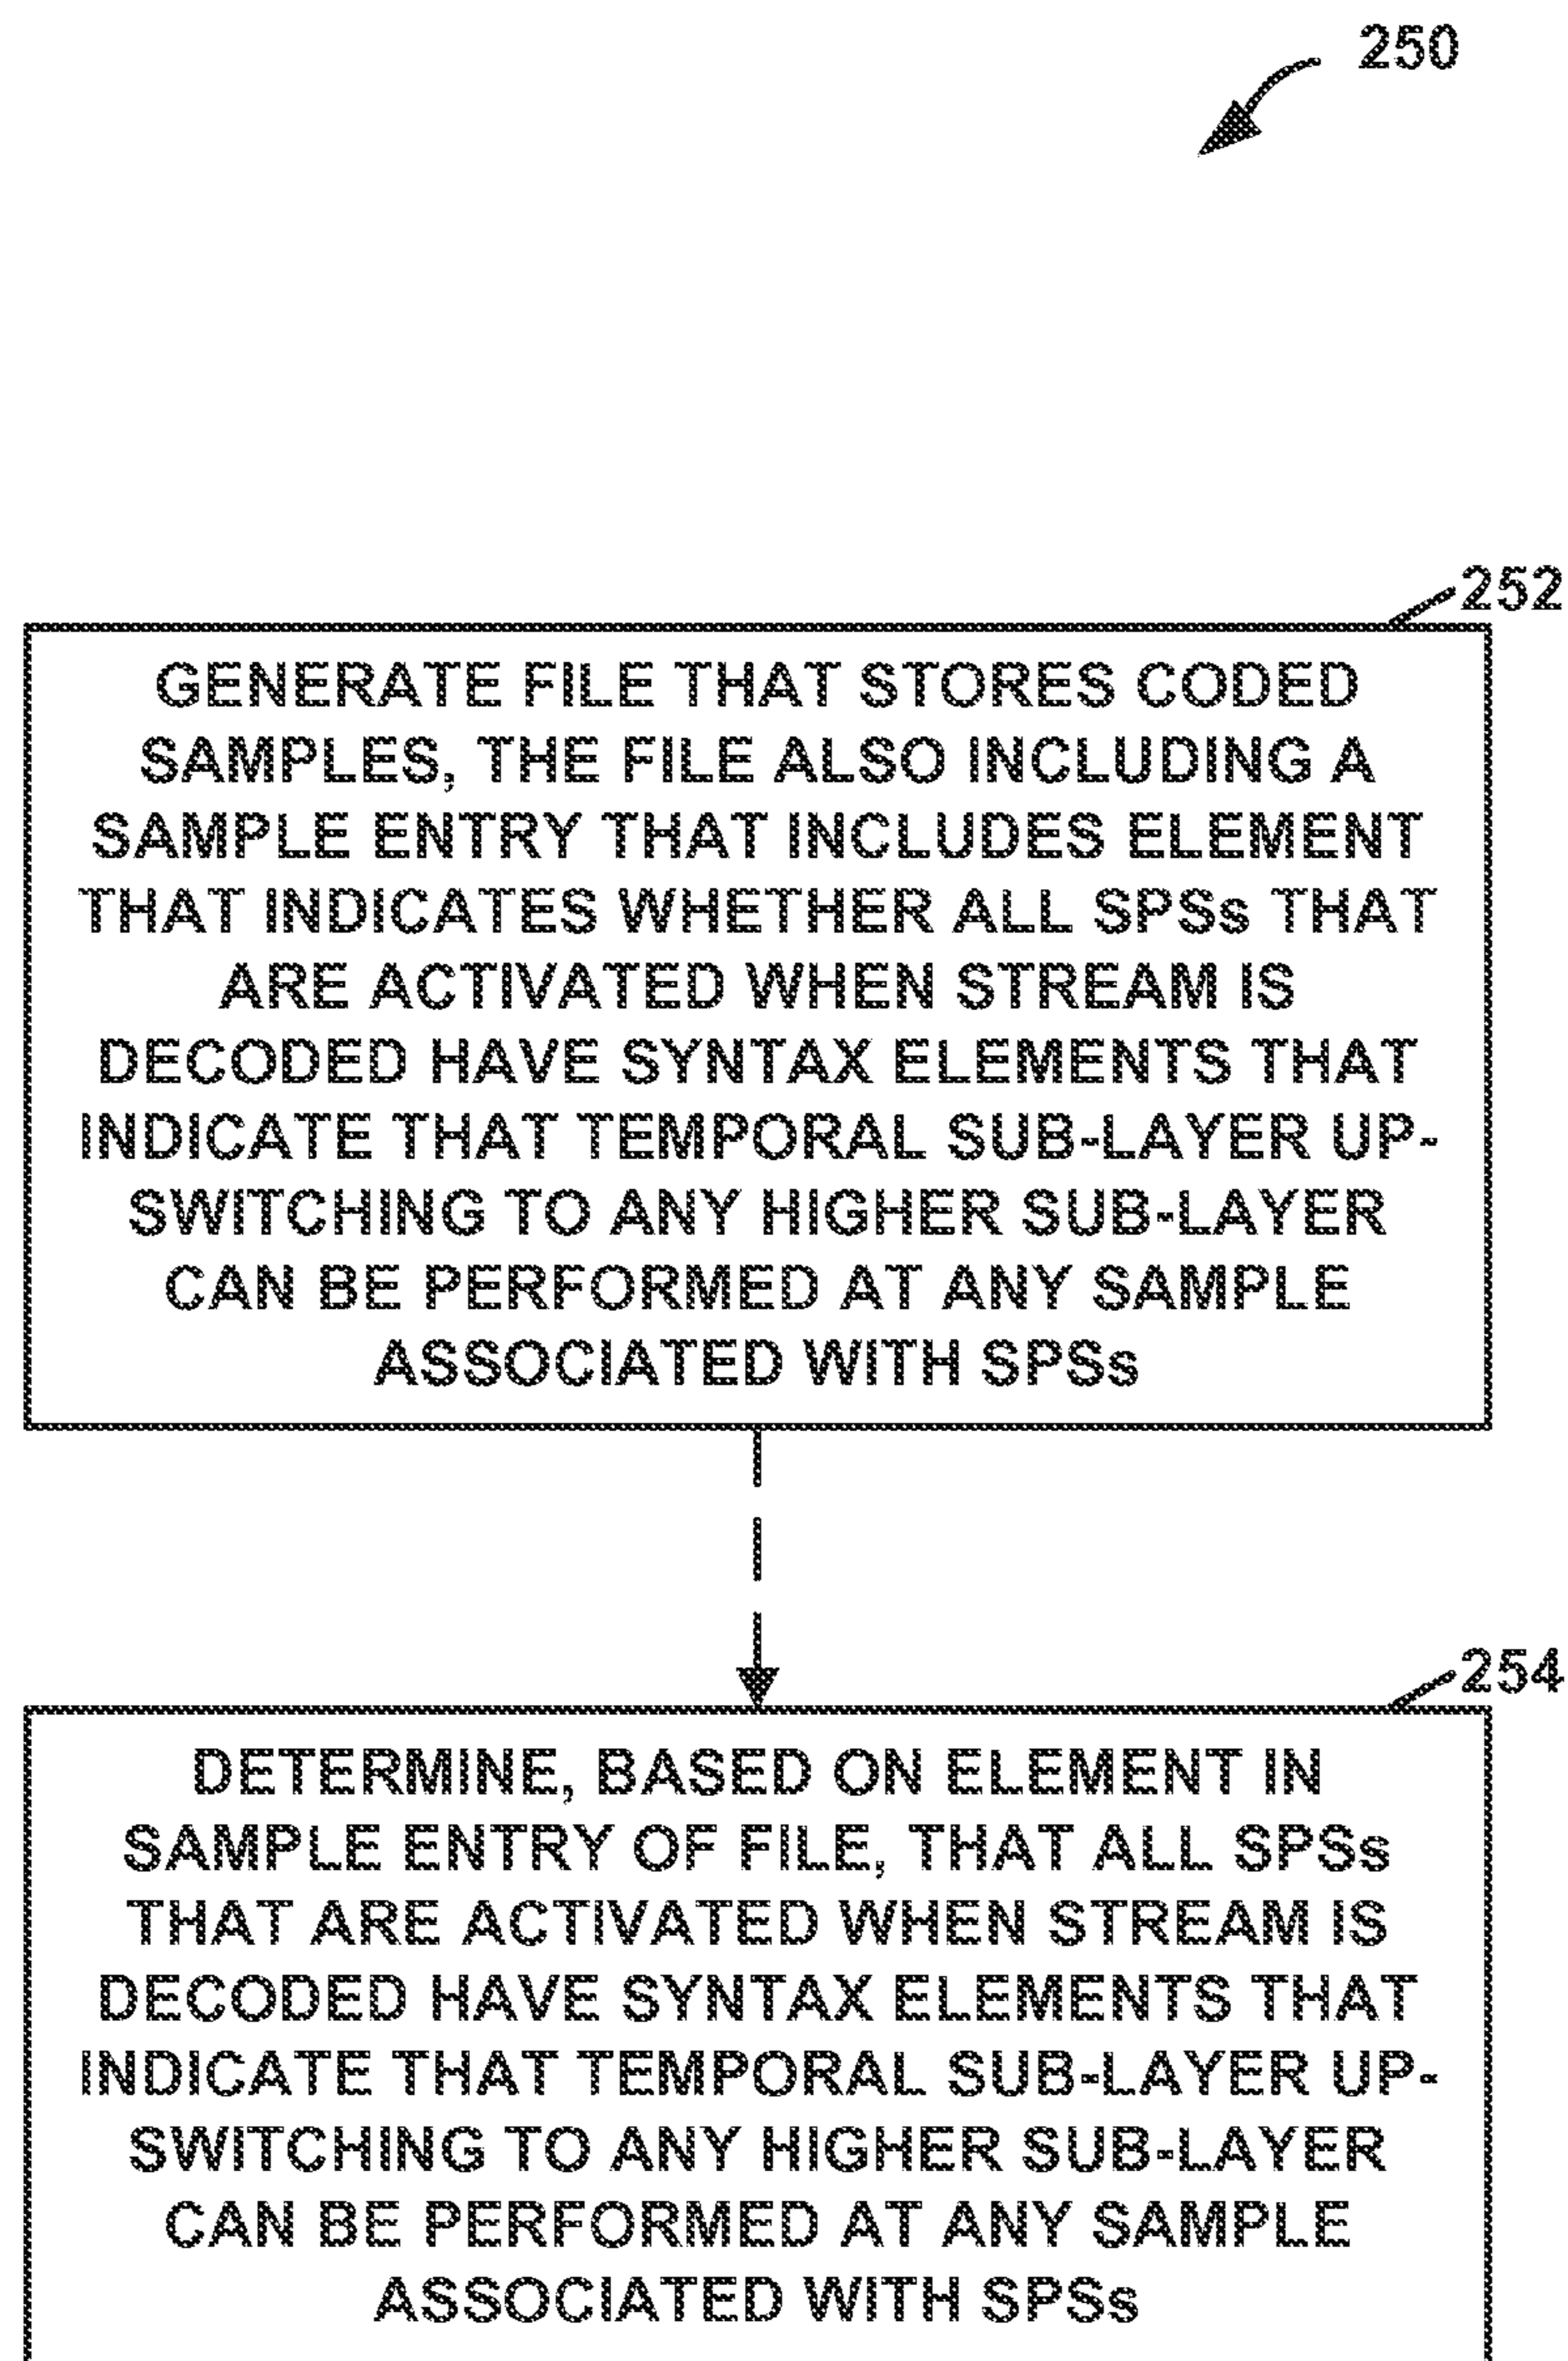 250
252
GENERATE FILE THAT STORES CODED
SAMPLES, THE FILE ALSO INCLUDING A
SAMPLE ENTRY THAT INCLUDES ELEMENT
THAT INDICATES WHETHER ALL SPSs THAT
ARE ACTIVATED WHEN STREAM IS
DECODED HAVE SYNTAX ELEMENTS THAT
INDICATE THAT TEMPORAL SUB-LAYER UP-
SWITCHING TO ANY HIGHER SUB-LAYER
CAN BE PERFORMED AT ANY SAMPLE
ASSOCIATED WITH SPSs
254
DETERMINE, BASED ON ELEMENT IN
SAMPLE ENTRY OF FILE, THAT ALL SPSs
THAT ARE ACTIVATED WHEN STREAM IS
DECODED HAVE SYNTAX ELEMENTS THAT
INDICATE THAT TEMPORAL SUB-LAYER UP-
SWITCHING TO ANY HIGHER SUB-LAYER
CAN BE PERFORMED AT ANY SAMPLE
ASSOCIATED WITH SPSs